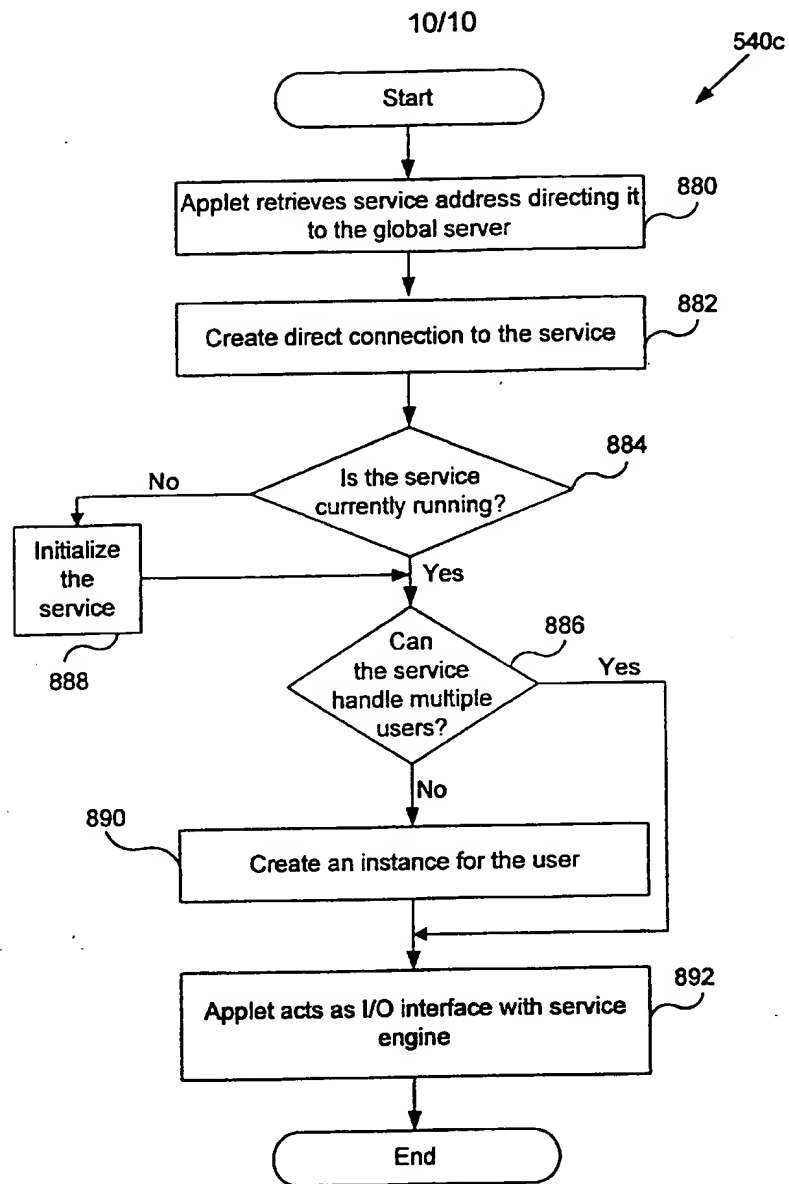 10/10
540c
Start
Applet retrieves service address directing it
to the global server
880
Create direct connection to the service
882
Is the service
currently running?
884
No
Initialize
the
service
888
Yes
Can
the service
handle multiple
users?
886
Yes
No
890
Create an instance for the user
Applet acts as I/O interface with service
engine
892
End